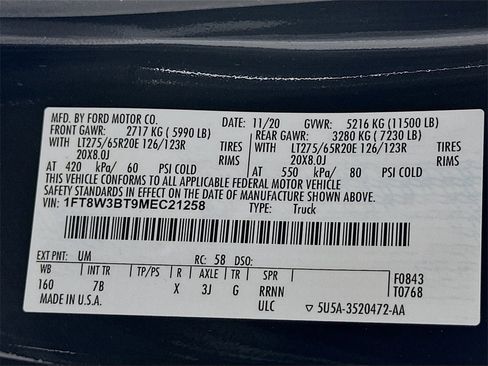 MFD. BY FORD MOTOR CO. 11/20 GVWR: 5216 KG (11500 LB)
FRONT GAWR: 2717 KG (5990 LB) REAR GAWR: 3280 KG (7230 LB)
WITH LT275/65R20E 126/123R TIRES WITH LT275/65R20E 126/123R TIRES
20X8.0J RIMS 20X8.0J RIMS
AT 420 kPa/ 60 PSI COLD AT 550 kPa/ 80 PSI COLD
THIS VEHICLE CONFORMS TO ALL APPLICABLE FEDERAL MOTOR VEHICLE
SAFETY STANDARDS IN EFFECT ON THE DATE OF MANUFACTURE SHOWN ABOVE.
VIN: 1FT8W3BT9MEC21258 TYPE: Truck
EXT PNT: UM RC: 58 DSO:
WB INT TR TP/PS R AXLE TR SPR F0843
160 7B X 3J G RRNN T0768
MADE IN U.S.A. ULC 5U5A-3520472-AA